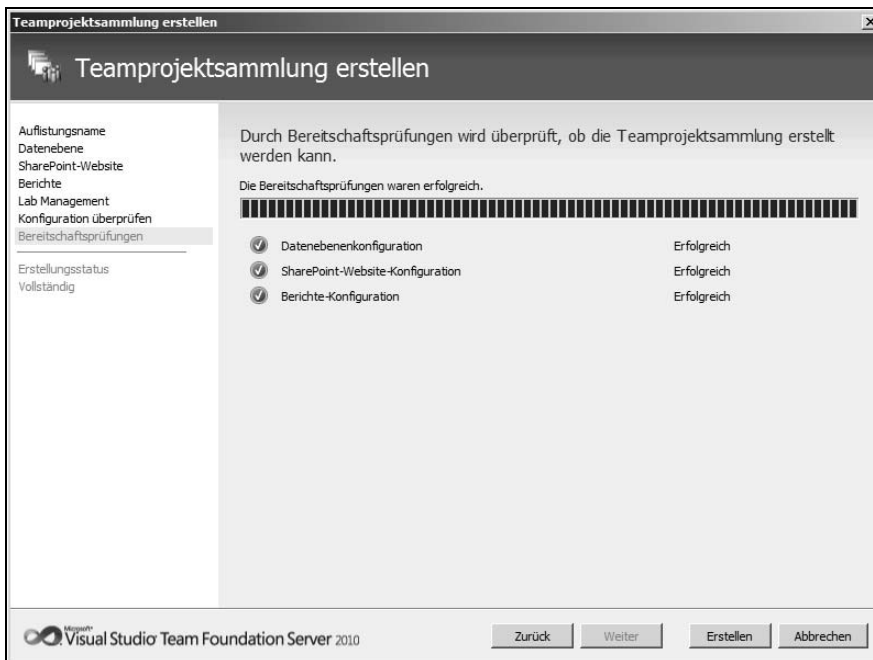 Teamprojektsammlung erstellen
Teamprojektsammlung erstellen
Auflistungsname
Datenebene
SharePoint-Website
Berichte
Lab Management
Konfiguration überprüfen
Bereitschaftsprüfungen
Erstellungsstatus
Vollständig
Durch Bereitschaftsprüfungen wird überprüft, ob die Teamprojektsammlung erstellt
werden kann.
Die Bereitschaftsprüfungen waren erfolgreich.
Datenebenenkonfiguration Erfolgreich
SharePoint-Website-Konfiguration Erfolgreich
Berichte-Konfiguration Erfolgreich
Microsoft®
Visual Studio Team Foundation Server 2010
Zurück Weiter Erstellen Abbrechen